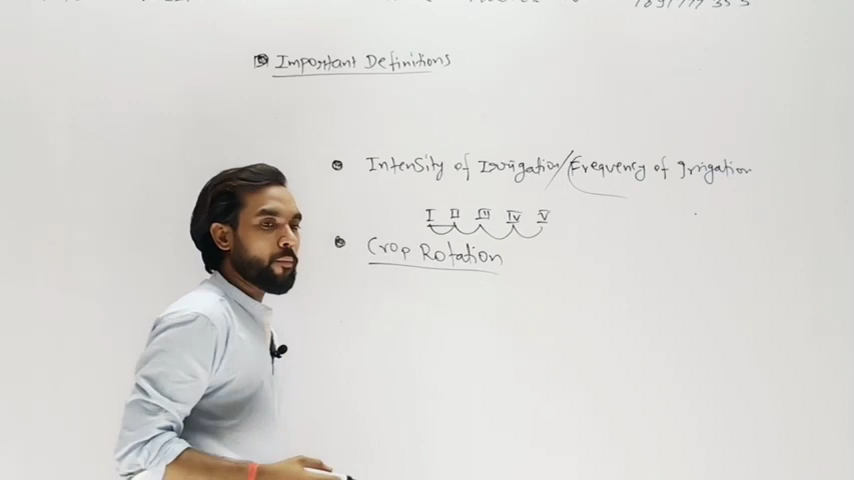 Important Definitions
Intensity of Irrigation/Frequency of Irrigation
I II III IV V
Crop Rotation